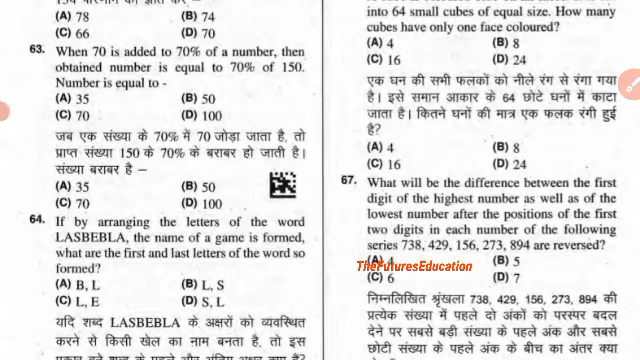 (A) 78 (B) 74
(C) 66 (D) 70
63. When 70 is added to 70% of a number, then
obtained number is equal to 70% of 150.
Number is equal to -
(A) 35 (B) 50
(C) 70 (D) 100
जब एक संख्या के 70% में 70 जोड़ा जाता है, तो
प्राप्त संख्या 150 के 70% के बराबर हो जाती है।
संख्या बराबर है –
(A) 35 (B) 50
(C) 70 (D) 100
64. If by arranging the letters of the word
LASBEBLA, the name of a game is formed,
what are the first and last letters of the word so
formed?
(A) B, L (B) L, S
(C) L, E (D) S, L
यदि शब्द LASBEBLA के अक्षरों को व्यवस्थित
करने से किसी खेल का नाम बनता है, तो इस
into 64 small cubes of equal size. How many
cubes have only one face coloured?
(A) 4 (B) 8
(C) 16 (D) 24
एक घन की सभी फलकों को नीले रंग से रंगा गया
है। इसे समान आकार के 64 छोटे घनों में काटा
जाता है। कितने घनों की मात्र एक फलक रंगी हुई
है?
(A) 4 (B) 8
(C) 16 (D) 24
67. What will be the difference between the first
digit of the highest number as well as of the
lowest number after the positions of the first
two digits in each number of the following
series 738, 429, 156, 273, 894 are reversed?
(A) 4 (B) 5
TheFuturesEducation
(C) 6 (D) 7
निम्नलिखित श्रृंखला 738, 429, 156, 273, 894 की
प्रत्येक संख्या में पहले दो अंकों को परस्पर बदल
देने पर सबसे बड़ी संख्या के पहले अंक और सबसे
छोटी संख्या के पहले अंक के बीच का अंतर क्या